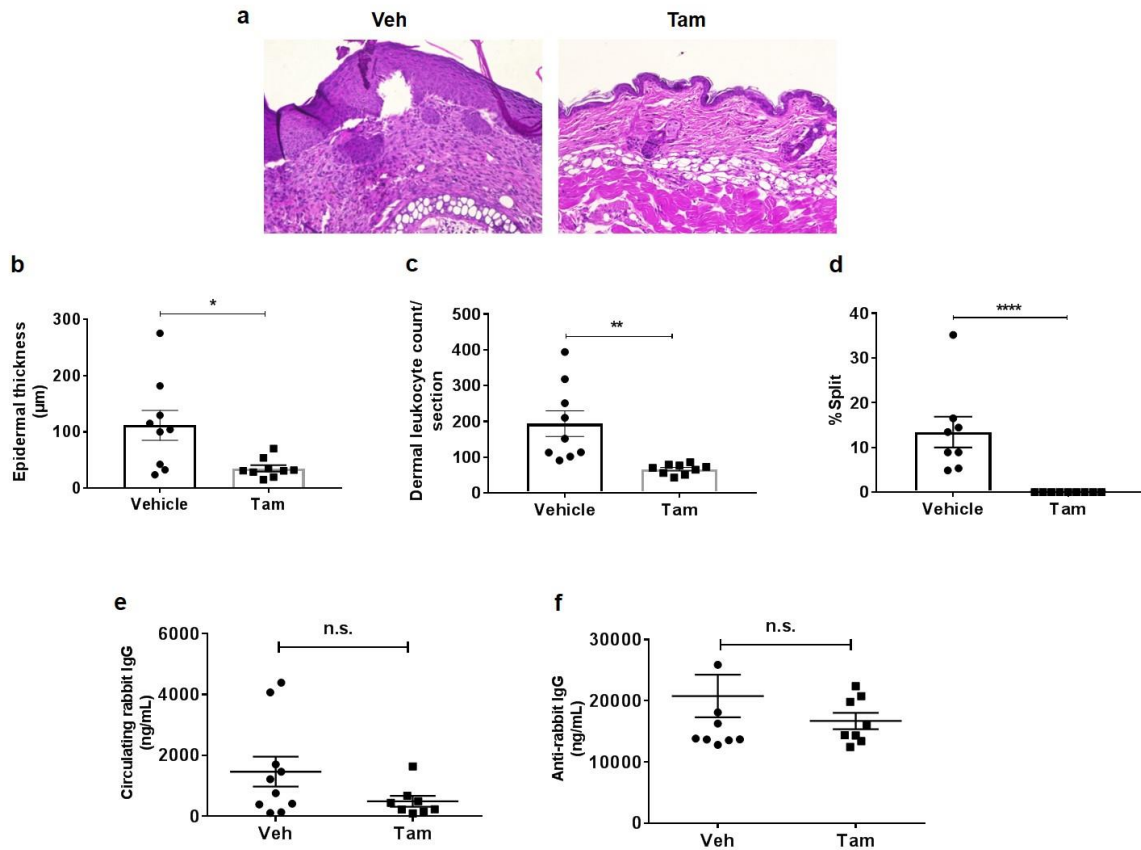 a
Veh
Tam
b
Epidermal thickness
(µm)
300
200
100
0
*
Vehicle
Tam
c
Dermal leukocyte count/
section
500
400
300
200
100
0
**
Vehicle
Tam
d
% Split
40
30
20
10
0
****
Vehicle
Tam
e
Circulating rabbit IgG
(ng/mL)
6000
4000
2000
0
n.s.
Veh
Tam
f
Anti-rabbit IgG
(ng/mL)
30000
20000
10000
0
n.s.
Veh
Tam